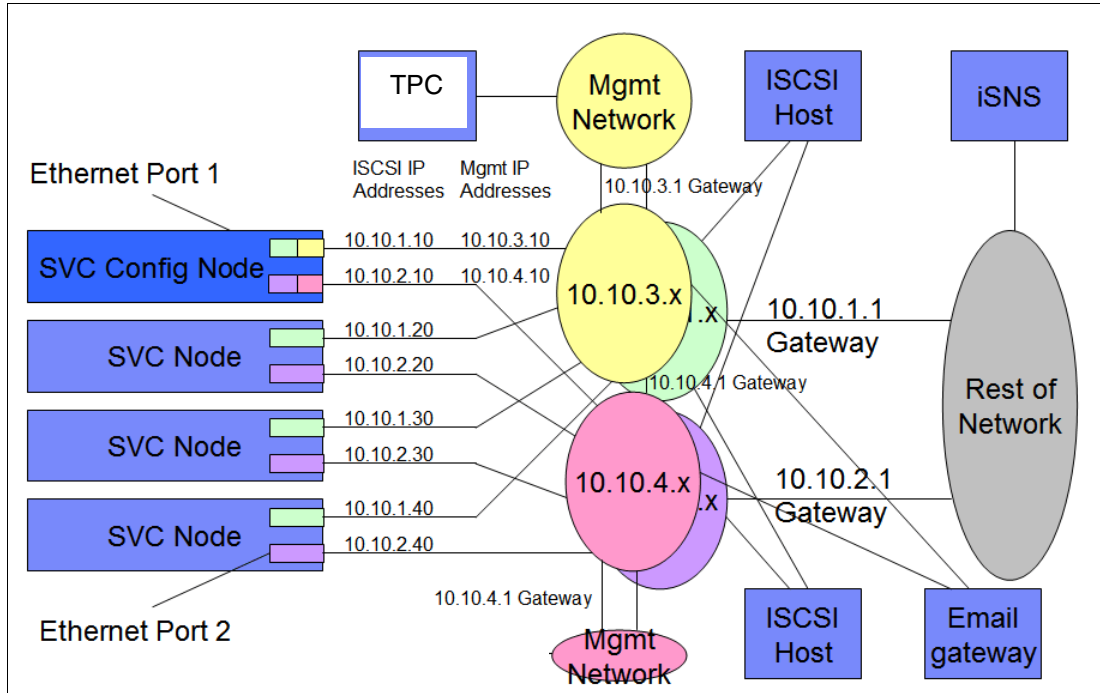 TPC
Mgmt
Network
ISCSI
Host
iSNS
Ethernet Port 1
ISCSI IP
Addresses
Mgmt IP
Addresses
10.10.3.1 Gateway
SVC Config Node
10.10.1.10
10.10.3.10
10.10.2.10
10.10.4.10
10.10.3.x
.x
10.10.1.1
Gateway
SVC Node
10.10.1.20
10.10.2.20
10.10.4.1 Gateway
Rest of
Network
SVC Node
10.10.1.30
10.10.2.30
10.10.4.x
.x
10.10.2.1
Gateway
SVC Node
10.10.1.40
10.10.2.40
10.10.4.1 Gateway
Ethernet Port 2
Mgmt
Network
ISCSI
Host
Email
gateway